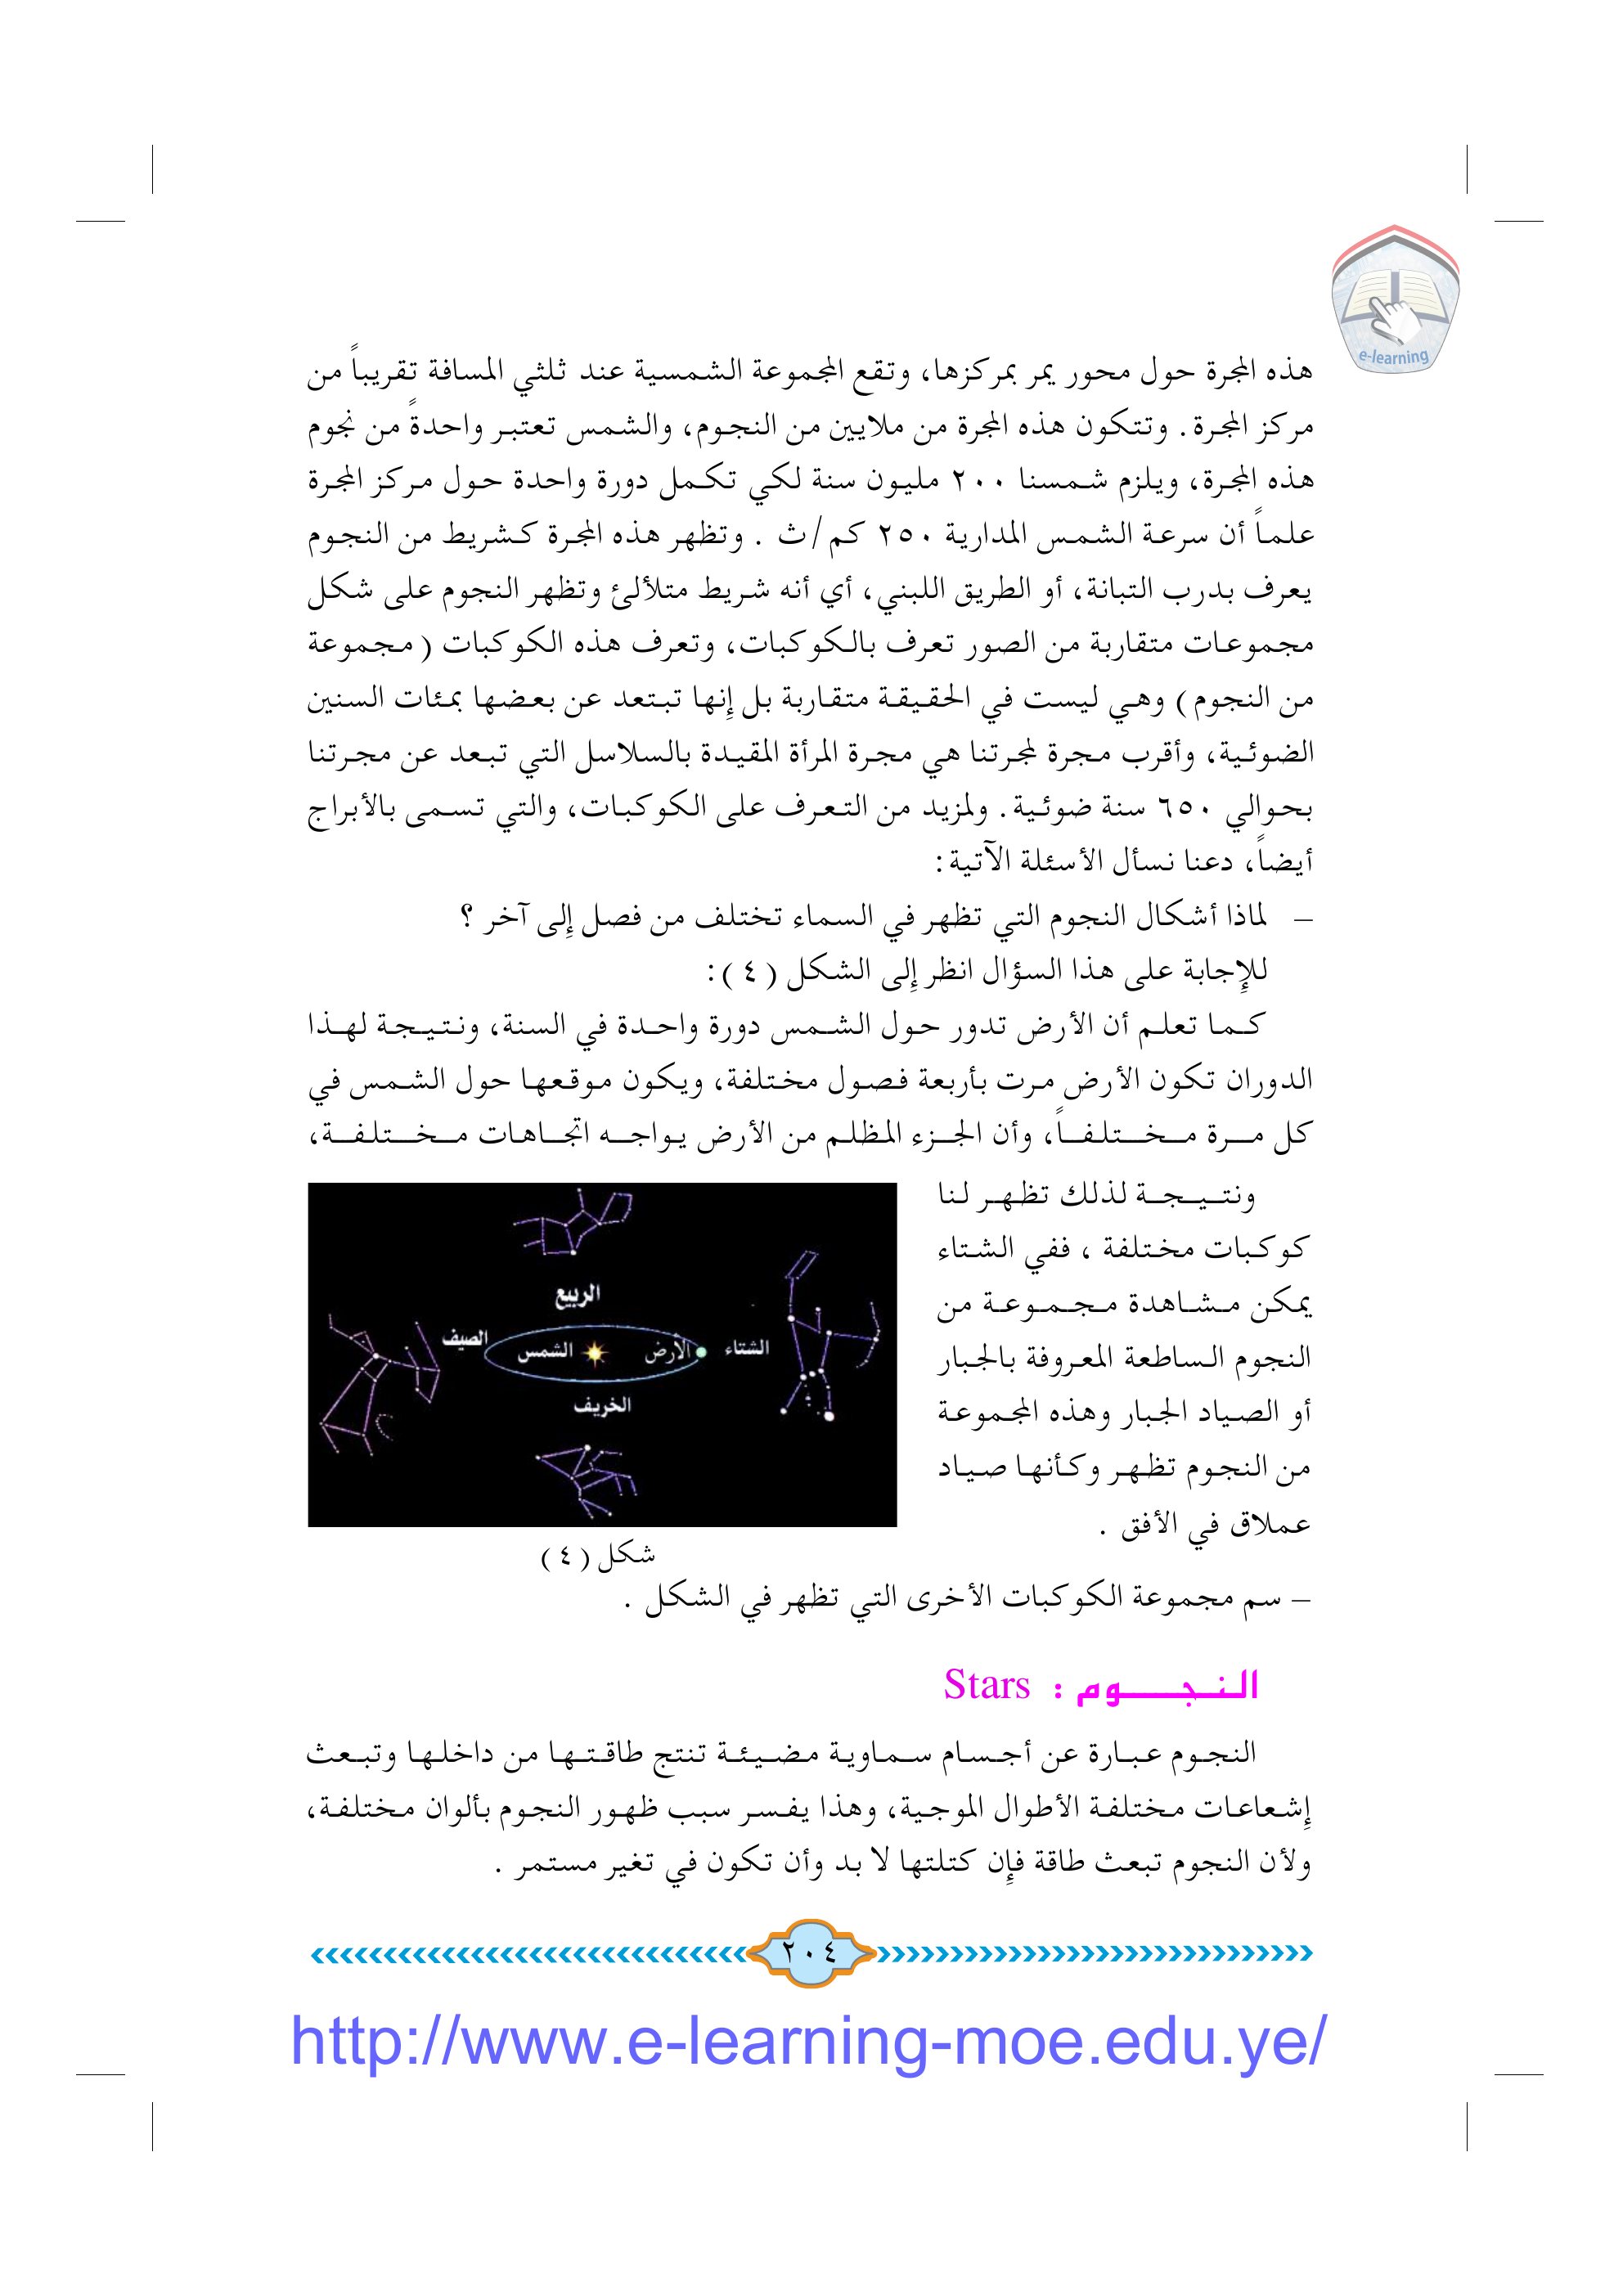 e-learning
هذه المجرة حول محور يمر بمركزها، وتقع المجموعة الشمسية عند ثلثي المسافة تقريباً من
مركز المجرة. وتتكون هذه المجرة من ملايين من النجوم، والشمس تعتبر واحدةً من نجوم
هذه المجرة، ويلزم شمسنا ٢٠٠ مليون سنة لكي تكمل دورة واحدة حول مركز المجرة
علماً أن سرعة الشمس المدارية ٢٥٠ كم/ث . وتظهر هذه المجرة كشريط من النجوم
يعرف بدرب التبانة، أو الطريق اللبني، أي أنه شريط متلألئ وتظهر النجوم على شكل
مجموعات متقاربة من الصور تعرف بالكوكبات، وتعرف هذه الكوكبات (مجموعة
من النجوم) وهي ليست في الحقيقة متقاربة بل إنها تبتعد عن بعضها بمئات السنين
الضوئية، وأقرب مجرة لمجرتنا هي مجرة المرأة المقيدة بالسلاسل التي تبعد عن مجرتنا
بحوالي ٦٥٠ سنة ضوئية. ولمزيد من التعرف على الكوكبات، والتي تسمى بالأبراج
أيضاً، دعنا نسأل الأسئلة الآتية:
– لماذا أشكال النجوم التي تظهر في السماء تختلف من فصل إلى آخر ؟
للإجابة على هذا السؤال انظر إلى الشكل (٤):
كما تعلم أن الأرض تدور حول الشمس دورة واحدة في السنة، ونتيجة لهذا
الدوران تكون الأرض مرت بأربعة فصول مختلفة، ويكون موقعها حول الشمس في
كل مرة مختلفاً، وأن الجزء المظلم من الأرض يواجه اتجاهات مختلفة،
ونتيجة لذلك تظهر لنا
كوكبات مختلفة ، ففي الشتاء
يمكن مشاهدة مجموعة من
النجوم الساطعة المعروفة بالجبار
أو الصياد الجبار وهذه المجموعة
من النجوم تظهر وكأنها صياد
عملاق في الأفق .
الربيع
الشتاء
الأرض
الشمس
الصيف
الخريف
شكل (٤)
– سم مجموعة الكوكبات الأخرى التي تظهر في الشكل .
النجوم : Stars
النجوم عبارة عن أجسام سماوية مضيئة تنتج طاقتها من داخلها وتبعث
إشعاعات مختلفة الأطوال الموجية، وهذا يفسر سبب ظهور النجوم بألوان مختلفة،
ولأن النجوم تبعث طاقة فإن كتلتها لا بد وأن تكون في تغير مستمر .
٢٠٤
http://www.e-learning-moe.edu.ye/